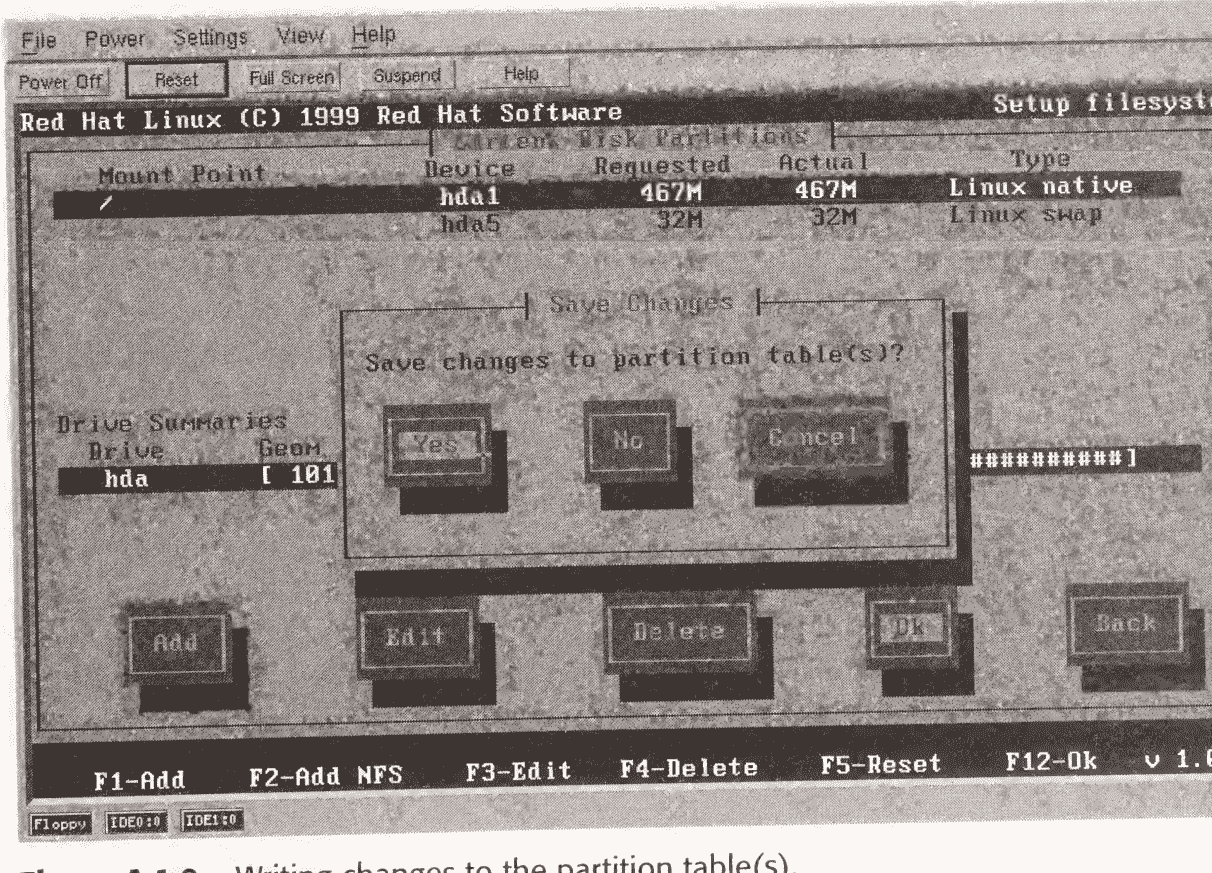 File Power Settings View Help
Power Off Reset Full Screen Suspend Help
Red Hat Linux (C) 1999 Red Hat Software Setup filesyst
Current Disk Partitions
Mount Point Device Requested Actual Type
/ hda1 467M 467M Linux native
hda5 32M 32M Linux swap
Save Changes
Save changes to partition table(s)?
Drive Summaries
Drive Geom
hda [ 101 ##########]
Yes No Cancel
Add Edit Delete Ok Back
F1-Add F2-Add NFS F3-Edit F4-Delete F5-Reset F12-Ok v 1.0
Floppy IDE0:0 IDE1:0
Writing changes to the partition table(s).